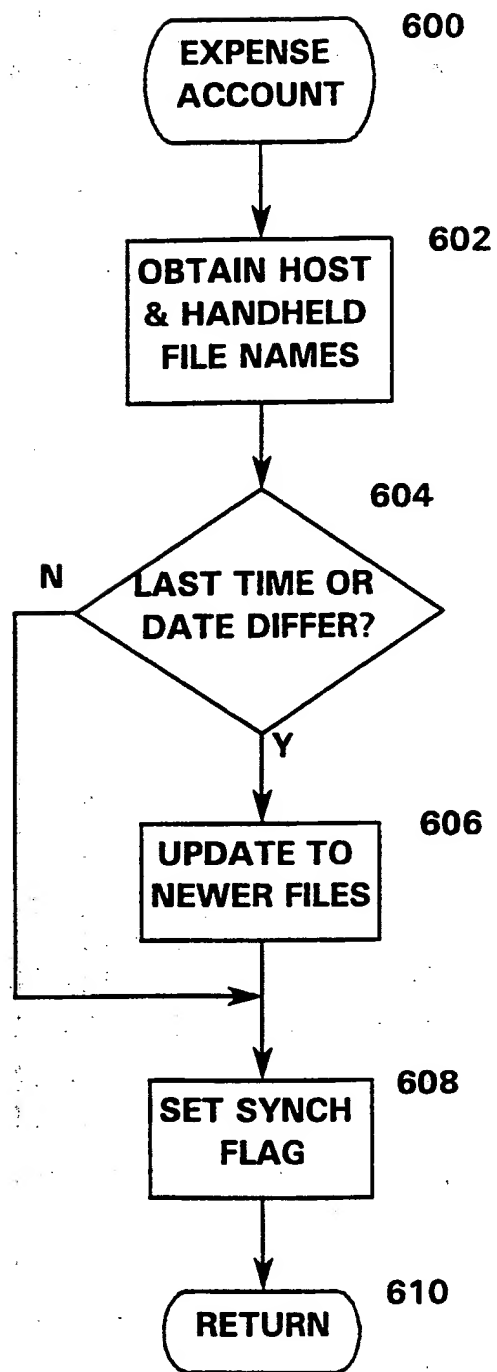 600
EXPENSE
ACCOUNT
602
OBTAIN HOST
& HANDHELD
FILE NAMES
604
N
LAST TIME OR
DATE DIFFER?
Y
606
UPDATE TO
NEWER FILES
608
SET SYNCH
FLAG
610
RETURN